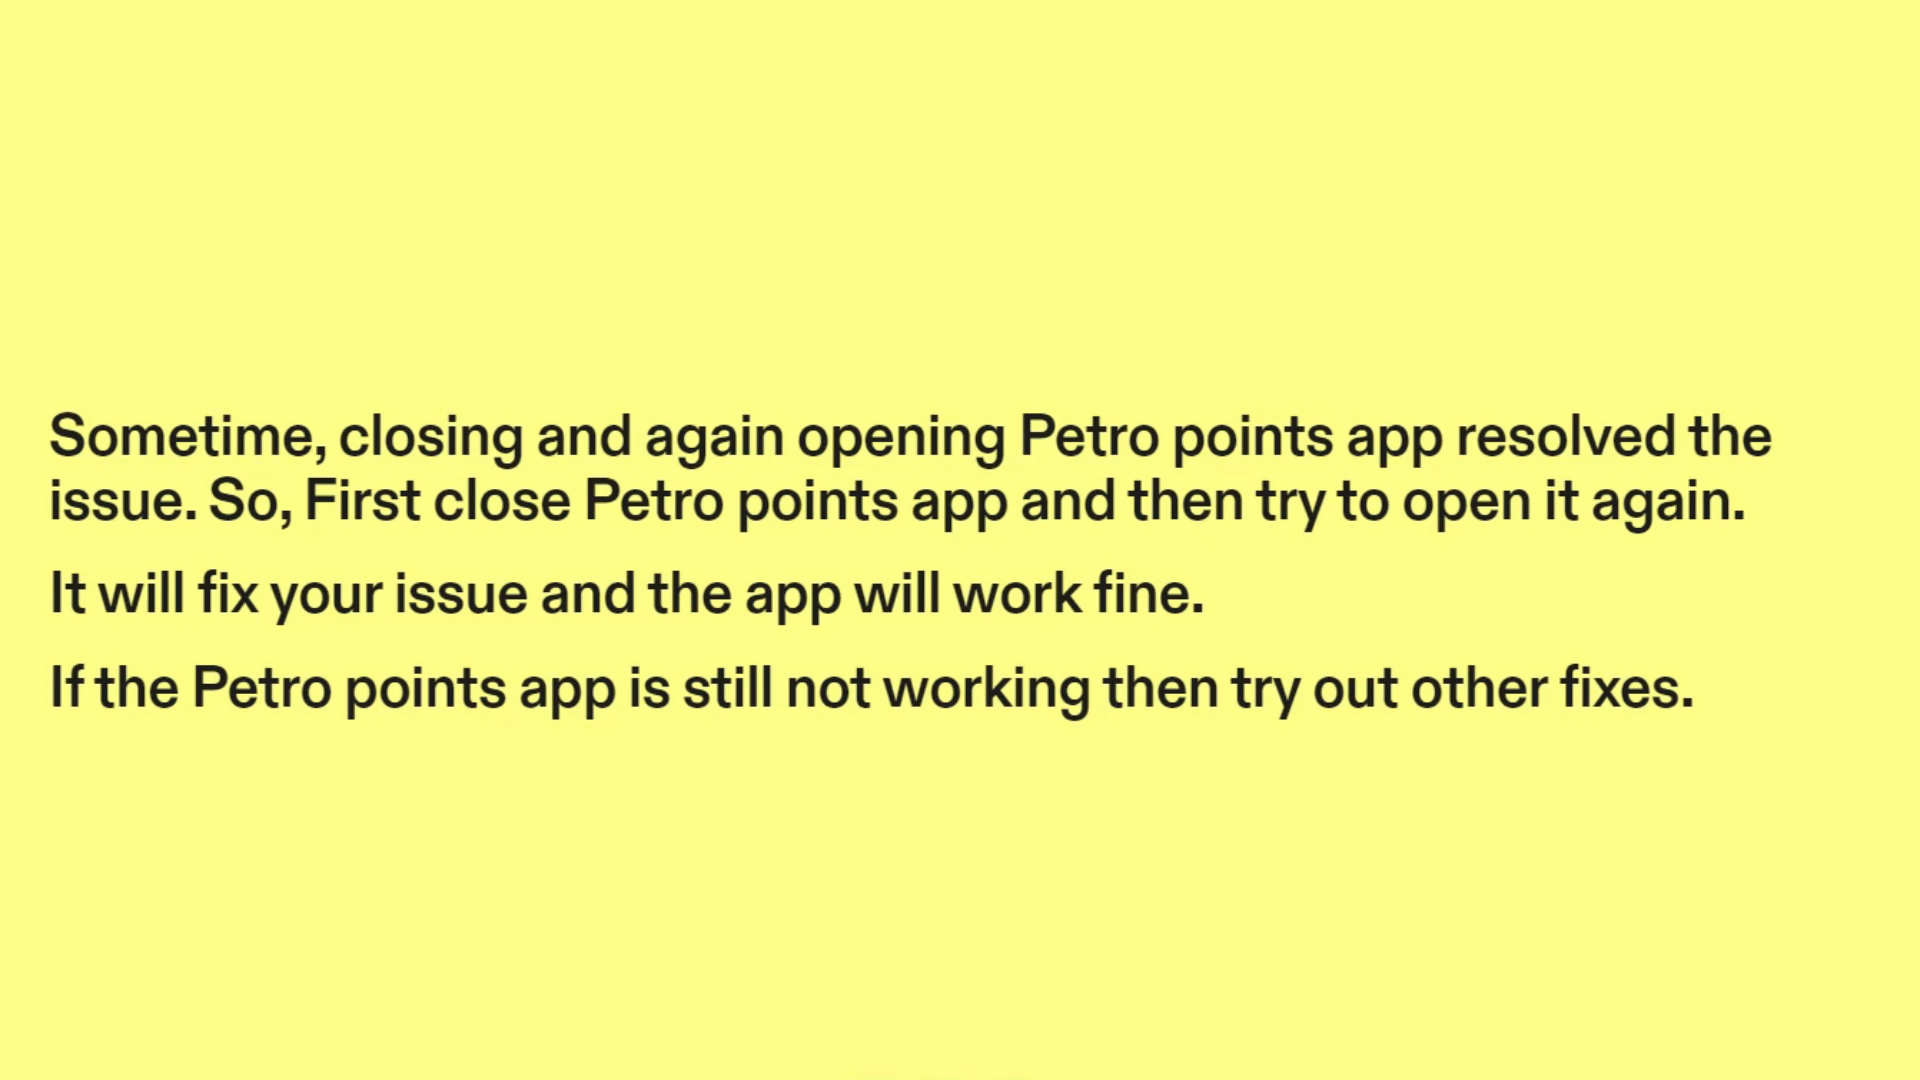 Sometime, closing and again opening Petro points app resolved the
issue. So, First close Petro points app and then try to open it again.
It will fix your issue and the app will work fine.
If the Petro points app is still not working then try out other fixes.